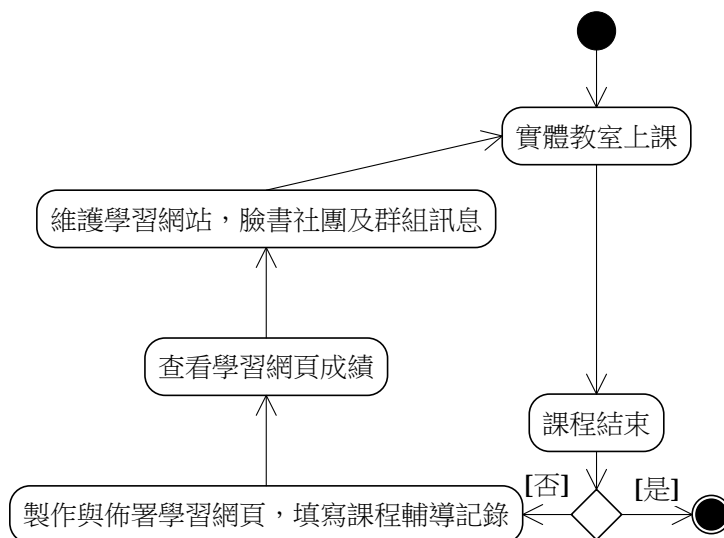 實體教室上課
維護學習網站，臉書社團及群組訊息
查看學習網頁成績
課程結束
[否]
[是]
製作與佈署學習網頁，填寫課程輔導記錄